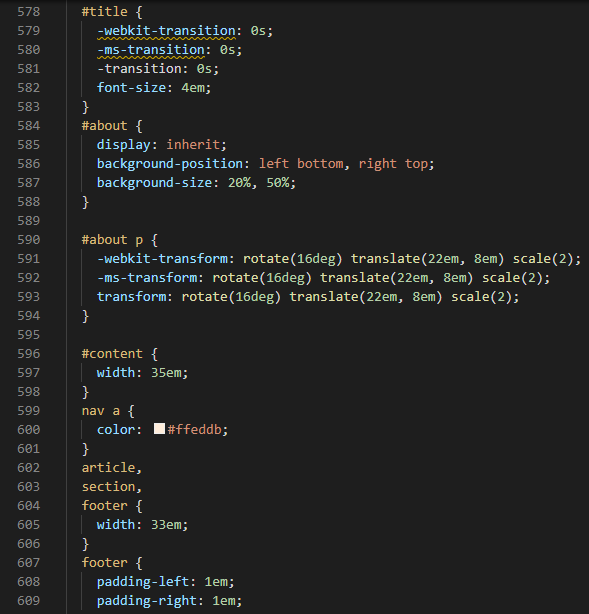 578 #title {
579 -webkit-transition: 0s;
580 -ms-transition: 0s;
581 -transition: 0s;
582 font-size: 4em;
583 }
584 #about {
585 display: inherit;
586 background-position: left bottom, right top;
587 background-size: 20%, 50%;
588 }
589
590 #about p {
591 -webkit-transform: rotate(16deg) translate(22em, 8em) scale(2);
592 -ms-transform: rotate(16deg) translate(22em, 8em) scale(2);
593 transform: rotate(16deg) translate(22em, 8em) scale(2);
594 }
595
596 #content {
597 width: 35em;
598 }
599 nav a {
600 color: #ffeddb;
601 }
602 article,
603 section,
604 footer {
605 width: 33em;
606 }
607 footer {
608 padding-left: 1em;
609 padding-right: 1em;